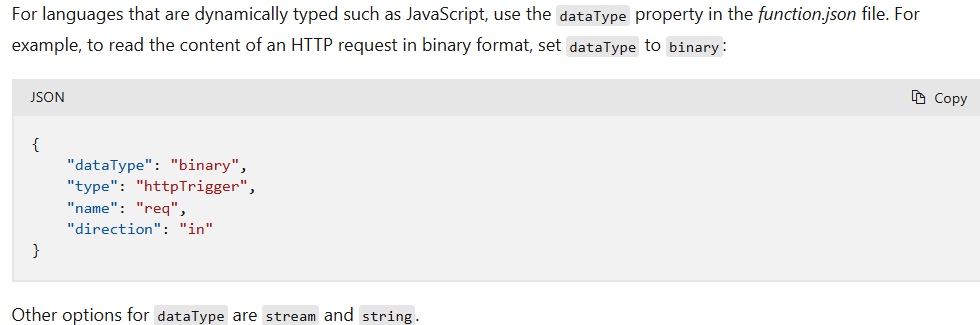 For languages that are dynamically typed such as JavaScript, use the dataType property in the function.json file. For
example, to read the content of an HTTP request in binary format, set dataType to binary:
JSON
Copy
{
    "dataType": "binary",
    "type": "httpTrigger",
    "name": "req",
    "direction": "in"
}
Other options for dataType are stream and string.